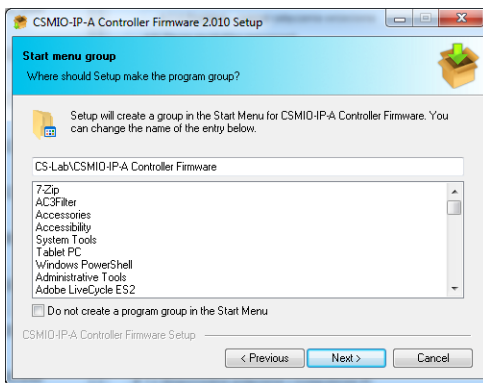 CSMIO-IP-A Controller Firmware 2.010 Setup
Start menu group
Where should Setup make the program group?
Setup will create a group in the Start Menu for CSMIO-IP-A Controller Firmware. You
can change the name of the entry below.
CS-Lab\CSMIO-IP-A Controller Firmware
7-Zip
AC3Filter
Accessories
Accessibility
System Tools
Tablet PC
Windows PowerShell
Administrative Tools
Adobe LiveCycle ES2
Do not create a program group in the Start Menu
CSMIO-IP-A Controller Firmware Setup
< Previous
Next >
Cancel